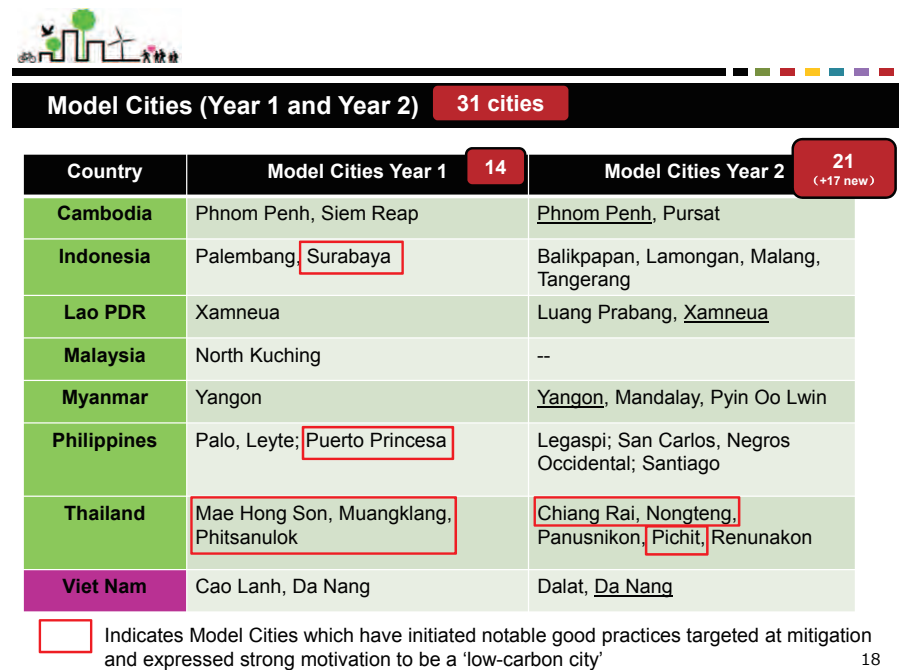 Model Cities (Year 1 and Year 2) 31 cities
Country Model Cities Year 1 14 Model Cities Year 2 21
(+17 new)
Cambodia Phnom Penh, Siem Reap Phnom Penh, Pursat
Indonesia Palembang, Surabaya Balikpapan, Lamongan, Malang,
Tangerang
Lao PDR Xamneua Luang Prabang, Xamneua
Malaysia North Kuching --
Myanmar Yangon Yangon, Mandalay, Pyin Oo Lwin
Philippines Palo, Leyte; Puerto Princesa Legaspi; San Carlos, Negros
Occidental; Santiago
Thailand Mae Hong Son, Muangklang, Chiang Rai, Nongteng,
Phitsanulok Panusnikon, Pichit, Renunakon
Viet Nam Cao Lanh, Da Nang Dalat, Da Nang
Indicates Model Cities which have initiated notable good practices targeted at mitigation
and expressed strong motivation to be a ‘low-carbon city’ 18